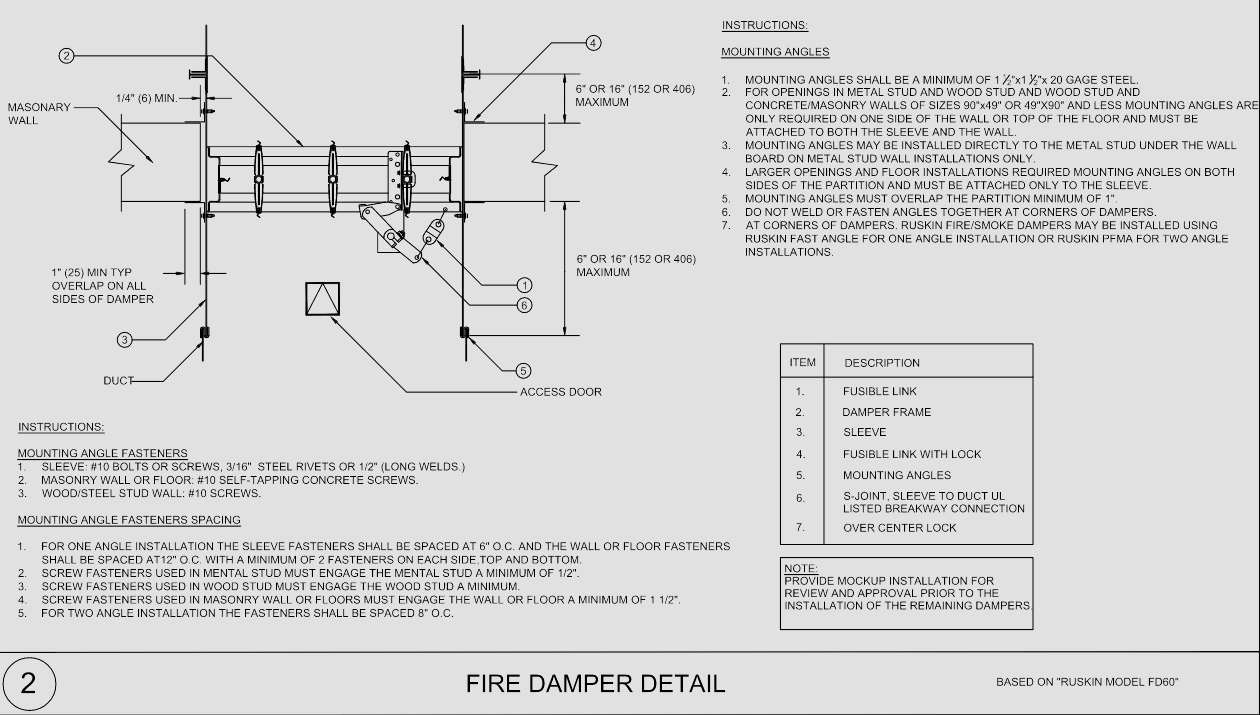 2
4
MASONARY
WALL
1/4" (6) MIN.
6" OR 16" (152 OR 406)
MAXIMUM
6" OR 16" (152 OR 406)
MAXIMUM
1" (25) MIN TYP
OVERLAP ON ALL
SIDES OF DAMPER
1
6
3
DUCT
5
ACCESS DOOR
INSTRUCTIONS:
MOUNTING ANGLE FASTENERS
1. SLEEVE: #10 BOLTS OR SCREWS, 3/16" STEEL RIVETS OR 1/2" (LONG WELDS.)
2. MASONRY WALL OR FLOOR: #10 SELF-TAPPING CONCRETE SCREWS.
3. WOOD/STEEL STUD WALL: #10 SCREWS.
MOUNTING ANGLE FASTENERS SPACING
1. FOR ONE ANGLE INSTALLATION THE SLEEVE FASTENERS SHALL BE SPACED AT 6" O.C. AND THE WALL OR FLOOR FASTENERS
SHALL BE SPACED AT12" O.C. WITH A MINIMUM OF 2 FASTENERS ON EACH SIDE,TOP AND BOTTOM.
2. SCREW FASTENERS USED IN MENTAL STUD MUST ENGAGE THE MENTAL STUD A MINIMUM OF 1/2".
3. SCREW FASTENERS USED IN WOOD STUD MUST ENGAGE THE WOOD STUD A MINIMUM.
4. SCREW FASTENERS USED IN MASONRY WALL OR FLOORS MUST ENGAGE THE WALL OR FLOOR A MINIMUM OF 1 1/2".
5. FOR TWO ANGLE INSTALLATION THE FASTENERS SHALL BE SPACED 8" O.C.
INSTRUCTIONS:
MOUNTING ANGLES
1. MOUNTING ANGLES SHALL BE A MINIMUM OF 1 ½"x1 ½"x 20 GAGE STEEL.
2. FOR OPENINGS IN METAL STUD AND WOOD STUD AND WOOD STUD AND
CONCRETE/MASONRY WALLS OF SIZES 90"x49" OR 49"X90" AND LESS MOUNTING ANGLES ARE
ONLY REQUIRED ON ONE SIDE OF THE WALL OR TOP OF THE FLOOR AND MUST BE
ATTACHED TO BOTH THE SLEEVE AND THE WALL.
3. MOUNTING ANGLES MAY BE INSTALLED DIRECTLY TO THE METAL STUD UNDER THE WALL
BOARD ON METAL STUD WALL INSTALLATIONS ONLY.
4. LARGER OPENINGS AND FLOOR INSTALLATIONS REQUIRED MOUNTING ANGLES ON BOTH
SIDES OF THE PARTITION AND MUST BE ATTACHED ONLY TO THE SLEEVE.
5. MOUNTING ANGLES MUST OVERLAP THE PARTITION MINIMUM OF 1".
6. DO NOT WELD OR FASTEN ANGLES TOGETHER AT CORNERS OF DAMPERS.
7. AT CORNERS OF DAMPERS. RUSKIN FIRE/SMOKE DAMPERS MAY BE INSTALLED USING
RUSKIN FAST ANGLE FOR ONE ANGLE INSTALLATION OR RUSKIN PFMA FOR TWO ANGLE
INSTALLATIONS.
ITEM DESCRIPTION
1. FUSIBLE LINK
2. DAMPER FRAME
3. SLEEVE
4. FUSIBLE LINK WITH LOCK
5. MOUNTING ANGLES
6. S-JOINT, SLEEVE TO DUCT UL
LISTED BREAKWAY CONNECTION
7. OVER CENTER LOCK
NOTE:
PROVIDE MOCKUP INSTALLATION FOR
REVIEW AND APPROVAL PRIOR TO THE
INSTALLATION OF THE REMAINING DAMPERS.
2
FIRE DAMPER DETAIL
BASED ON "RUSKIN MODEL FD60"